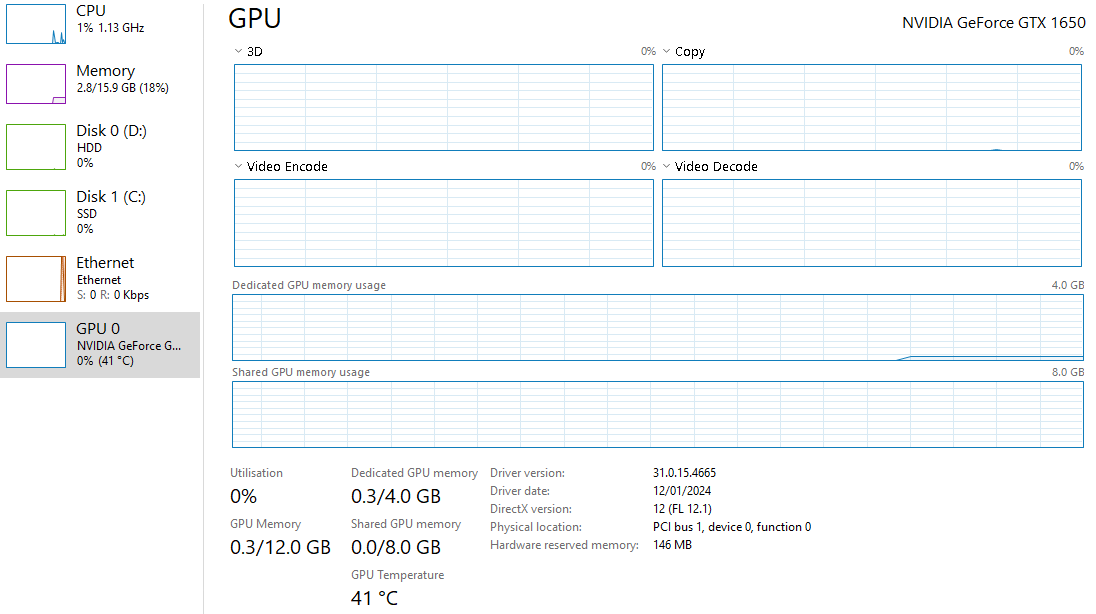 CPU
1% 1.13 GHz
Memory
2.8/15.9 GB (18%)
Disk 0 (D:)
HDD
0%
Disk 1 (C:)
SSD
0%
Ethernet
Ethernet
S: 0 R: 0 Kbps
GPU 0
NVIDIA GeForce G...
0% (41 °C)
GPU
NVIDIA GeForce GTX 1650
3D 0%
Copy 0%
Video Encode 0%
Video Decode 0%
Dedicated GPU memory usage 4.0 GB
Shared GPU memory usage 8.0 GB
Utilisation
0%
GPU Memory
0.3/12.0 GB
Dedicated GPU memory
0.3/4.0 GB
Shared GPU memory
0.0/8.0 GB
GPU Temperature
41 °C
Driver version: 31.0.15.4665
Driver date: 12/01/2024
DirectX version: 12 (FL 12.1)
Physical location: PCI bus 1, device 0, function 0
Hardware reserved memory: 146 MB